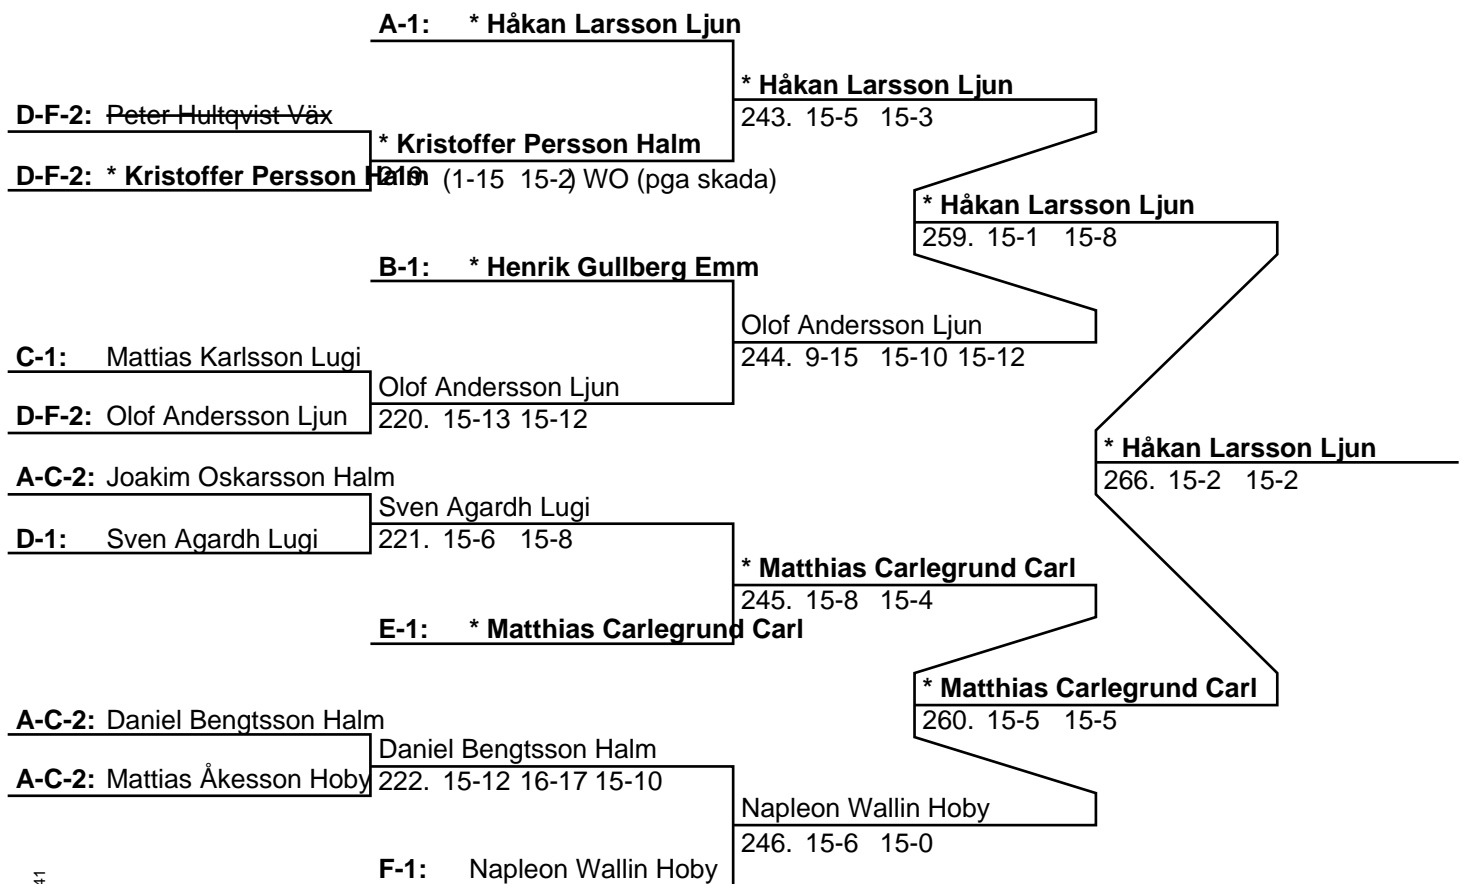 A-1: * Håkan Larsson Ljun
* Håkan Larsson Ljun
D-F-2: Peter Hultqvist Väx
243. 15-5 15-3
* Kristoffer Persson Halm
D-F-2: * Kristoffer Persson Halm
(1-15 15-2) WO (pga skada)
* Håkan Larsson Ljun
259. 15-1 15-8
B-1: * Henrik Gullberg Emm
Olof Andersson Ljun
C-1: Mattias Karlsson Lugi
244. 9-15 15-10 15-12
Olof Andersson Ljun
D-F-2: Olof Andersson Ljun
220. 15-13 15-12
* Håkan Larsson Ljun
266. 15-2 15-2
A-C-2: Joakim Oskarsson Halm
Sven Agardh Lugi
D-1: Sven Agardh Lugi
221. 15-6 15-8
* Matthias Carlegrund Carl
245. 15-8 15-4
E-1: * Matthias Carlegrund Carl
* Matthias Carlegrund Carl
260. 15-5 15-5
A-C-2: Daniel Bengtsson Halm
Daniel Bengtsson Halm
A-C-2: Mattias Åkesson Hoby
222. 15-12 16-17 15-10
Napleon Wallin Hoby
246. 15-6 15-0
F-1: Napleon Wallin Hoby
41